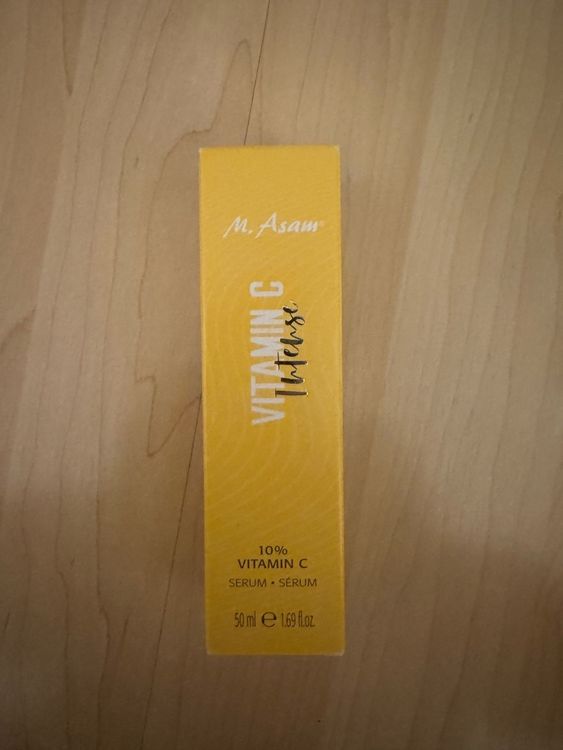 M. Asam®
VITAMIN C
Intense
10%
VITAMIN C
SERUM • SÉRUM
50 ml ℮ 1.69 fl.oz.